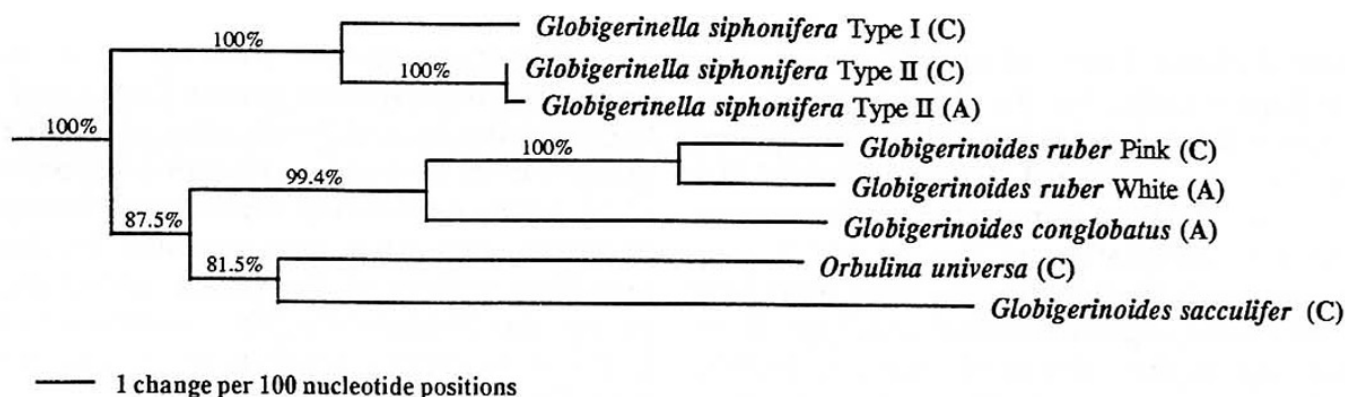 Globigerinella siphonifera Type I (C)
100%
Globigerinella siphonifera Type II (C)
100%
Globigerinella siphonifera Type II (A)
100%
Globigerinoides ruber Pink (C)
100%
99.4%
Globigerinoides ruber White (A)
87.5%
Globigerinoides conglobatus (A)
81.5%
Orbulina universa (C)
Globigerinoides sacculifer (C)
1 change per 100 nucleotide positions